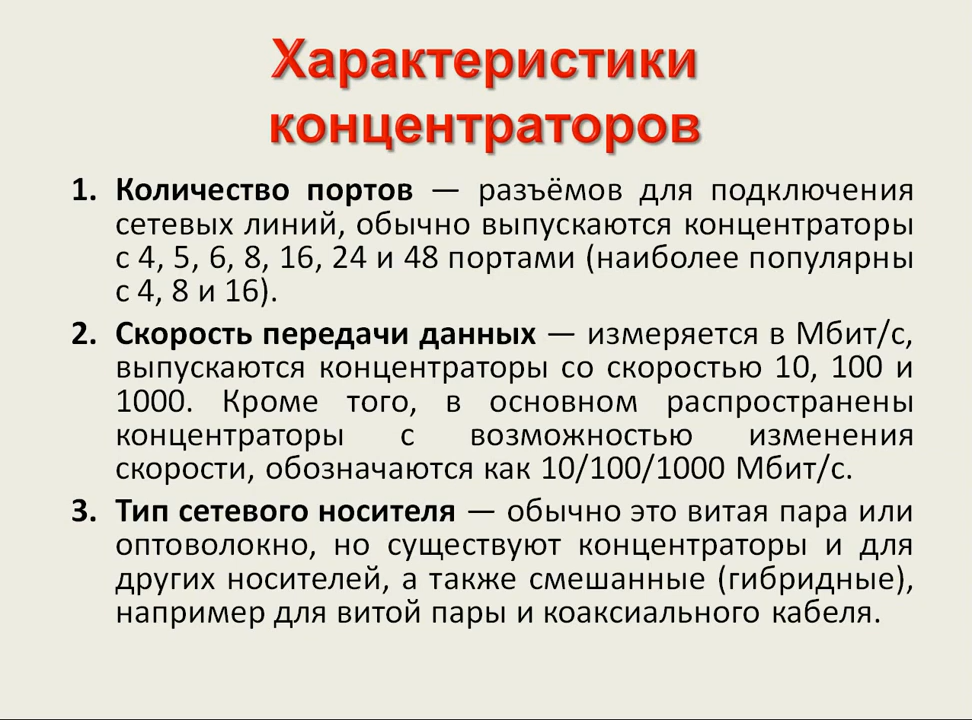 Характеристики
концентраторов
1. Количество портов — разъёмов для подключения
сетевых линий, обычно выпускаются концентраторы
с 4, 5, 6, 8, 16, 24 и 48 портами (наиболее популярны
с 4, 8 и 16).
2. Скорость передачи данных — измеряется в Мбит/с,
выпускаются концентраторы со скоростью 10, 100 и
1000. Кроме того, в основном распространены
концентраторы с возможностью изменения
скорости, обозначаются как 10/100/1000 Мбит/с.
3. Тип сетевого носителя — обычно это витая пара или
оптоволокно, но существуют концентраторы и для
других носителей, а также смешанные (гибридные),
например для витой пары и коаксиального кабеля.